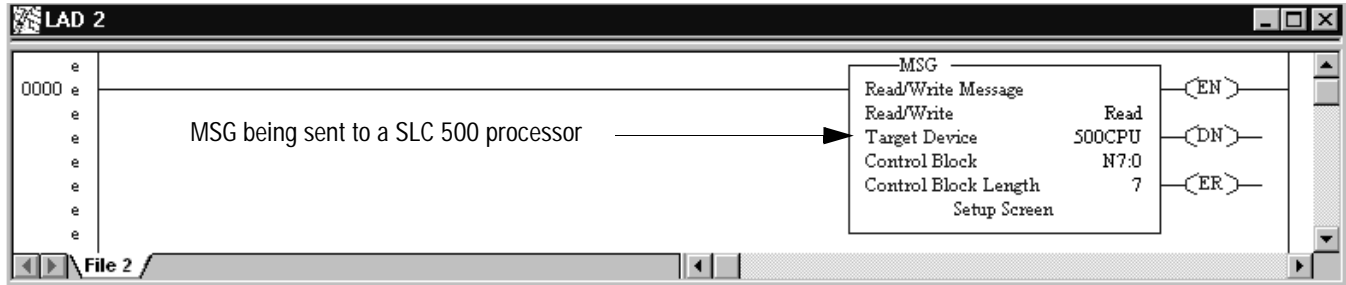 LAD 2
e
0000 e
e
e
e
e
e
e
MSG being sent to a SLC 500 processor
MSG
Read/Write Message
Read/Write Read
Target Device 500CPU
Control Block N7:0
Control Block Length 7
Setup Screen
EN
DN
ER
File 2